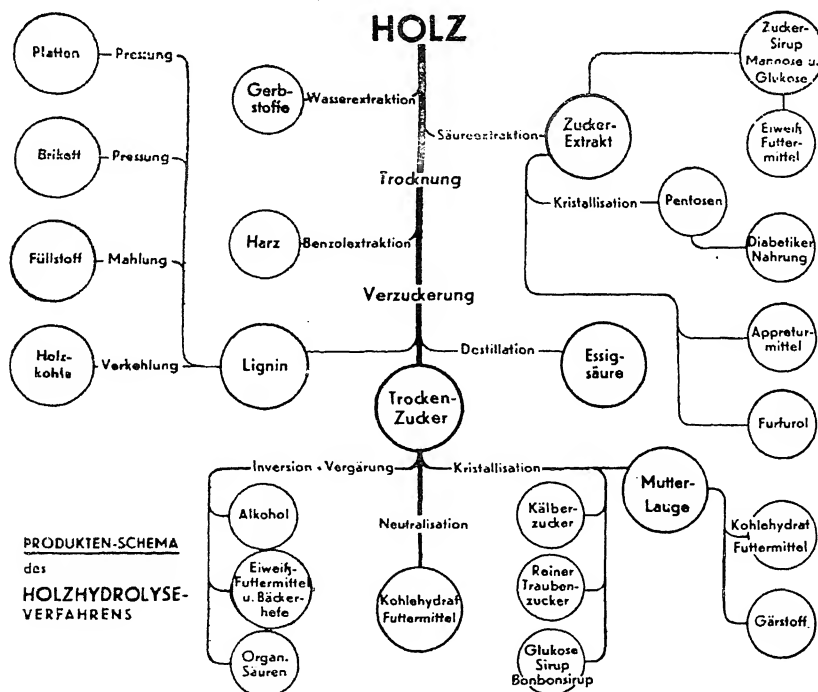 HOLZ
Platten
Pressung
Gerb-
stoffe
Wasserextraktion
Säureextraktion
Zucker-
Extrakt
Zucker-
Sirup
Mannose u.
Glukose
Eiweiß
Futter-
mittel
Brikett
Pressung
Trocknung
Kristallisation
Pentosen
Diabetiker
Nahrung
Harz
Benzolextraktion
Füllstoff
Mahlung
Verzuckerung
Appretur-
mittel
Holz-
kohle
Verkohlung
Lignin
Destillation
Essig-
säure
Trocken-
Zucker
Furfurol
Inversion + Vergärung
Kristallisation
Mutter-
Lauge
Alkohol
Neutralisation
Kälber-
zucker
Kohlehydrat
Futtermittel
Eiweiß-
Futtermittel
u. Bäcker-
hefe
Kohlehydrat
Futtermittel
Reiner
Trauben-
zucker
Gärstoff
Organ.
Säuren
Glukose
Sirup
Bonbonsirup
PRODUKTEN-SCHEMA
des
HOLZHYDROLYSE-
VERFAHRENS